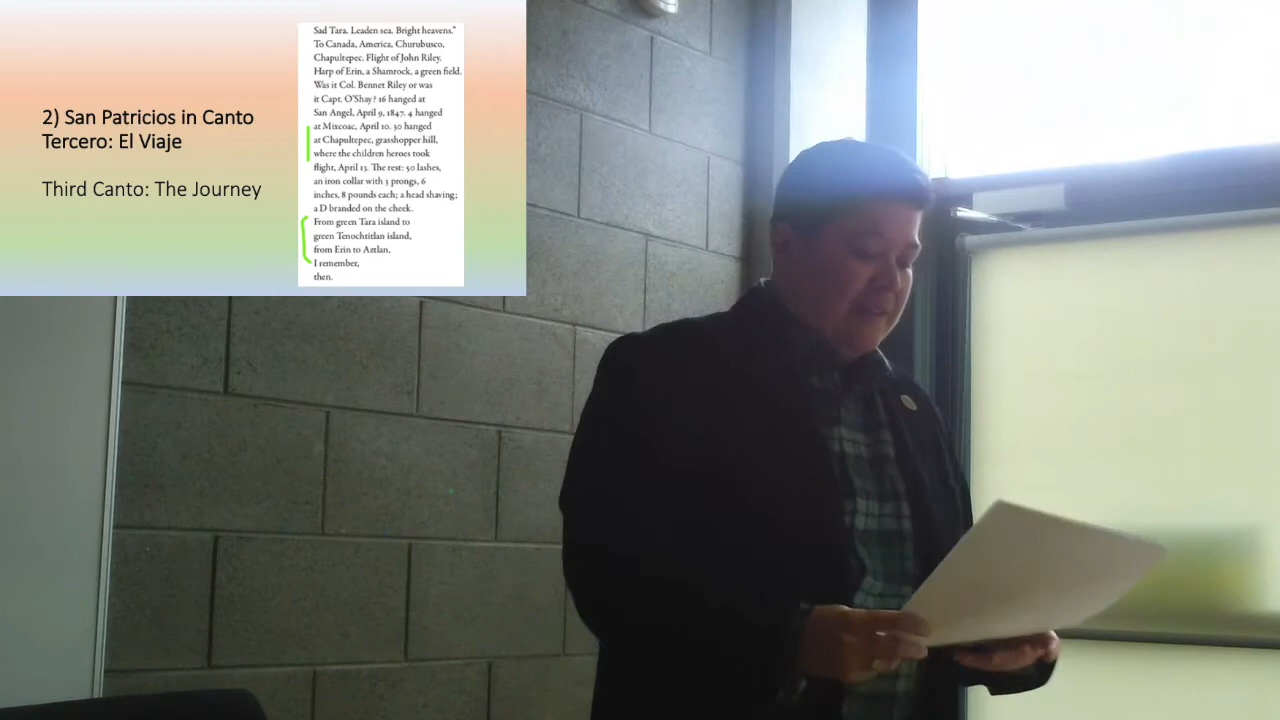 2) San Patricios in Canto
Tercero: El Viaje
Third Canto: The Journey
Sad Tara. Leaden sea. Bright heavens."
To Canada, America, Churubusco,
Chapultepec. Flight of John Riley.
Harp of Erin, a Shamrock, a green field.
Was it Col. Bennet Riley or was
it Capt. O'Shay? 16 hanged at
San Angel, April 9, 1847. 4 hanged
at Mixcoac, April 10. 30 hanged
at Chapultepec, grasshopper hill,
where the children heroes took
flight, April 13. The rest: 50 lashes,
an iron collar with 3 prongs, 6
inches, 8 pounds each; a head shaving;
a D branded on the cheek.
From green Tara island to
green Tenochtitlan island,
from Erin to Aztlan,
I remember,
then.